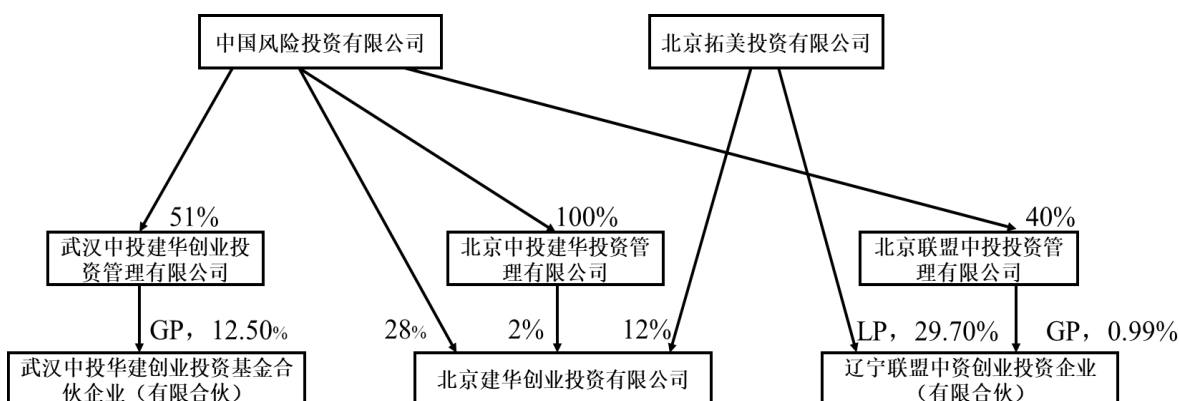 中国风险投资有限公司
北京拓美投资有限公司
51%
100%
40%
武汉中投建华创业投
资管理有限公司
北京中投建华投资管
理有限公司
北京联盟中投投资管
理有限公司
GP，12.50%
28%
2%
12%
LP，29.70%
GP，0.99%
武汉中投华建创业投资基金合
伙企业（有限合伙）
北京建华创业投资有限公司
辽宁联盟中资创业投资企业
（有限合伙）